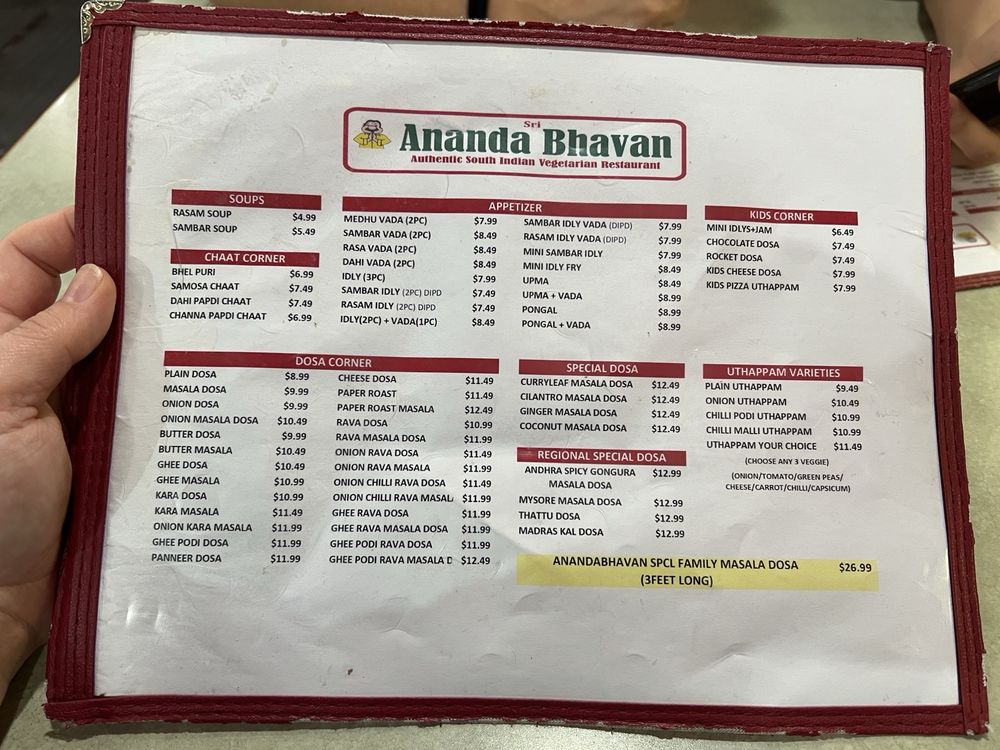 Sri
Ananda Bhavan
Authentic South Indian Vegetarian Restaurant
SOUPS
RASAM SOUP $4.99
SAMBAR SOUP $5.49
CHAAT CORNER
BHEL PURI $6.99
SAMOSA CHAAT $7.49
DAHI PAPDI CHAAT $7.49
CHANNA PAPDI CHAAT $6.99
APPETIZER
MEDHU VADA (2PC) $7.99
SAMBAR VADA (2PC) $8.49
RASA VADA (2PC) $8.49
DAHI VADA (2PC) $8.49
IDLY (3PC) $7.99
SAMBAR IDLY (2PC) DIPD $7.49
RASAM IDLY (2PC) DIPD $7.49
IDLY(2PC) + VADA(1PC) $8.49
SAMBAR IDLY VADA (DIPD) $7.99
RASAM IDLY VADA (DIPD) $7.99
MINI SAMBAR IDLY $7.99
MINI IDLY FRY $8.49
UPMA $8.49
UPMA + VADA $8.99
PONGAL $8.99
PONGAL + VADA $8.99
KIDS CORNER
MINI IDLYS+JAM $6.49
CHOCOLATE DOSA $7.49
ROCKET DOSA $7.49
KIDS CHEESE DOSA $7.99
KIDS PIZZA UTHAPPAM $7.99
DOSA CORNER
PLAIN DOSA $8.99
MASALA DOSA $9.99
ONION DOSA $9.99
ONION MASALA DOSA $10.49
BUTTER DOSA $9.99
BUTTER MASALA $10.49
GHEE DOSA $10.49
GHEE MASALA $10.99
KARA DOSA $10.99
KARA MASALA $11.49
ONION KARA MASALA $11.99
GHEE PODI DOSA $11.99
PANNEER DOSA $11.99
CHEESE DOSA $11.49
PAPER ROAST $11.49
PAPER ROAST MASALA $12.49
RAVA DOSA $10.99
RAVA MASALA DOSA $11.99
ONION RAVA DOSA $11.49
ONION RAVA MASALA $11.99
ONION CHILLI RAVA DOSA $11.49
ONION CHILLI RAVA MASAL $11.99
GHEE RAVA DOSA $11.99
GHEE RAVA MASALA DOSA $11.99
GHEE PODI RAVA DOSA $11.99
GHEE PODI RAVA MASALA D $12.49
SPECIAL DOSA
CURRYLEAF MASALA DOSA $12.49
CILANTRO MASALA DOSA $12.49
GINGER MASALA DOSA $12.49
COCONUT MASALA DOSA $12.49
REGIONAL SPECIAL DOSA
ANDHRA SPICY GONGURA $12.99
MASALA DOSA
MYSORE MASALA DOSA $12.99
THATTU DOSA $12.99
MADRAS KAL DOSA $12.99
UTHAPPAM VARIETIES
PLAIN UTHAPPAM $9.49
ONION UTHAPPAM $10.49
CHILLI PODI UTHAPPAM $10.99
CHILLI MALLI UTHAPPAM $10.99
UTHAPPAM YOUR CHOICE $11.49
(CHOOSE ANY 3 VEGGIE)
(ONION/TOMATO/GREEN PEAS/
CHEESE/CARROT/CHILLI/CAPSICUM)
ANANDABHAVAN SPCL FAMILY MASALA DOSA $26.99
(3FEET LONG)